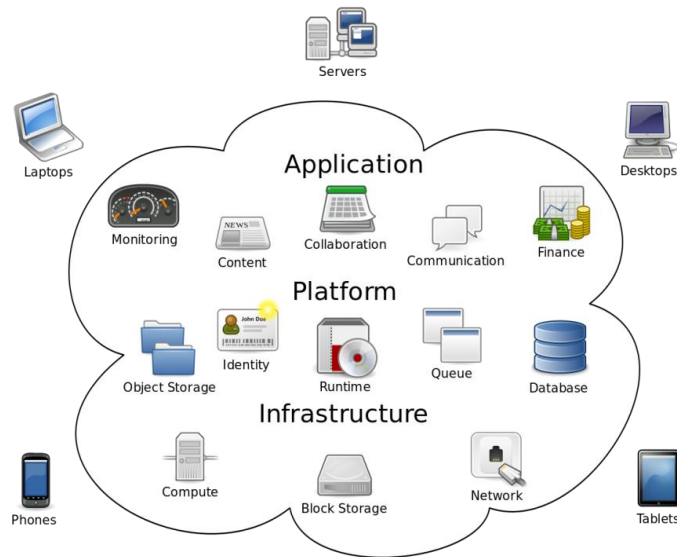 Servers
Laptops
Desktops
Application
Monitoring
NEWS
Content
Collaboration
Communication
Finance
Platform
Object Storage
John Doe
Identity
Runtime
Queue
Database
Infrastructure
Compute
Block Storage
Network
Phones
Tablets